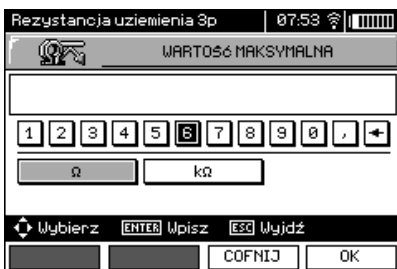 Rezystancja uziemienia 3p 07:53
WARTOŚĆ MAKSYMALNA
1 2 3 4 5 6 7 8 9 0 , ←
Ω kΩ
Wybierz ENTER Wpisz ESC Wyjdź
COFNIJ OK